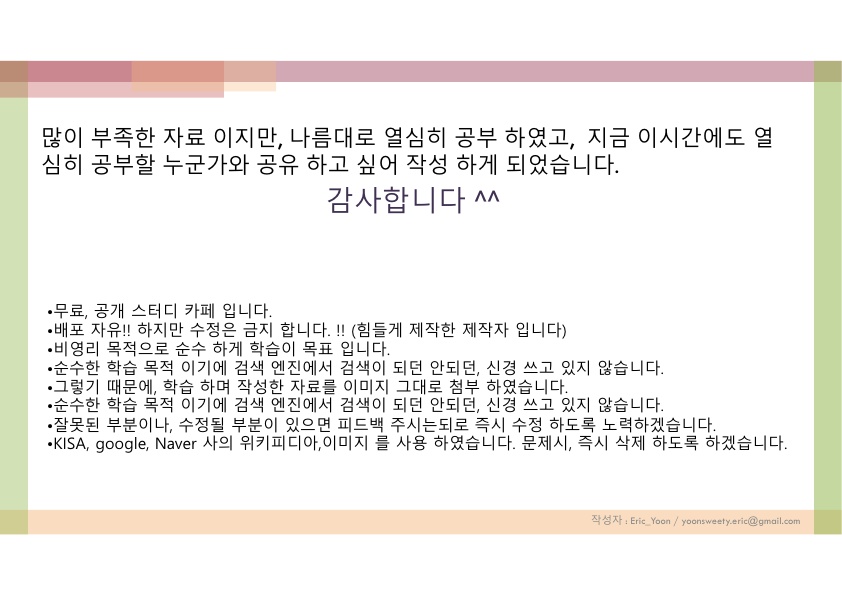 많이 부족한 자료 이지만, 나름대로 열심히 공부 하였고, 지금 이시간에도 열
심히 공부할 누군가와 공유 하고 싶어 작성 하게 되었습니다.
감사합니다 ^^
•무료, 공개 스터디 카페 입니다.
•배포 자유!! 하지만 수정은 금지 합니다. !! (힘들게 제작한 제작자 입니다)
•비영리 목적으로 순수 하게 학습이 목표 입니다.
•순수한 학습 목적 이기에 검색 엔진에서 검색이 되던 안되던, 신경 쓰고 있지 않습니다.
•그렇기 때문에, 학습 하며 작성한 자료를 이미지 그대로 첨부 하였습니다.
•순수한 학습 목적 이기에 검색 엔진에서 검색이 되던 안되던, 신경 쓰고 있지 않습니다.
•잘못된 부분이나, 수정될 부분이 있으면 피드백 주시는되로 즉시 수정 하도록 노력하겠습니다.
•KISA, google, Naver 사의 위키피디아,이미지 를 사용 하였습니다. 문제시, 즉시 삭제 하도록 하겠습니다.
작성자 : Eric_Yoon / yoonsweety.eric@gmail.com